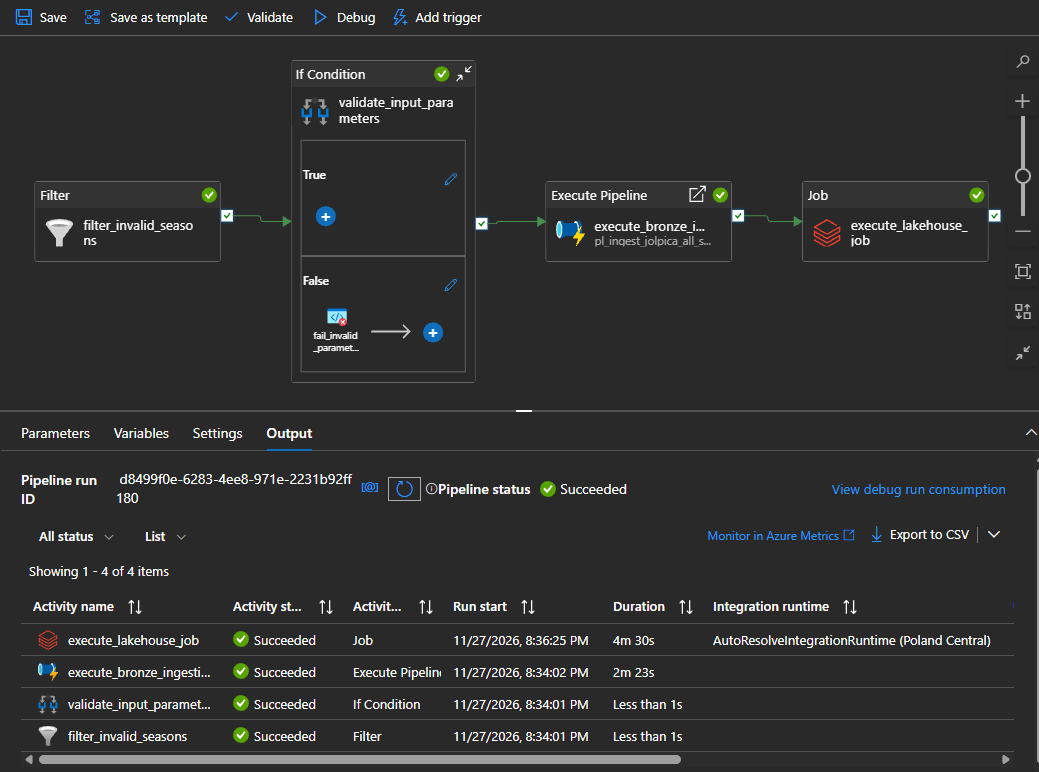 Save Save as template Validate Debug Add trigger
If Condition
validate_input_para
meters
True
False
fail_invalid
_paramet...
Filter
filter_invalid_seaso
ns
Execute Pipeline
execute_bronze_i...
pl_ingest_jolpica_all_s...
Job
execute_lakehouse_
job
Parameters Variables Settings Output
Pipeline run
ID
d8499f0e-6283-4ee8-971e-2231b92ff
180
Pipeline status Succeeded
View debug run consumption
All status List
Monitor in Azure Metrics Export to CSV
Showing 1 - 4 of 4 items
Activity name Activity st... Activit... Run start Duration Integration runtime
execute_lakehouse_job Succeeded Job 11/27/2026, 8:36:25 PM 4m 30s AutoResolveIntegrationRuntime (Poland Central)
execute_bronze_ingesti... Succeeded Execute Pipeline 11/27/2026, 8:34:02 PM 2m 23s
validate_input_paramet... Succeeded If Condition 11/27/2026, 8:34:01 PM Less than 1s
filter_invalid_seasons Succeeded Filter 11/27/2026, 8:34:01 PM Less than 1s